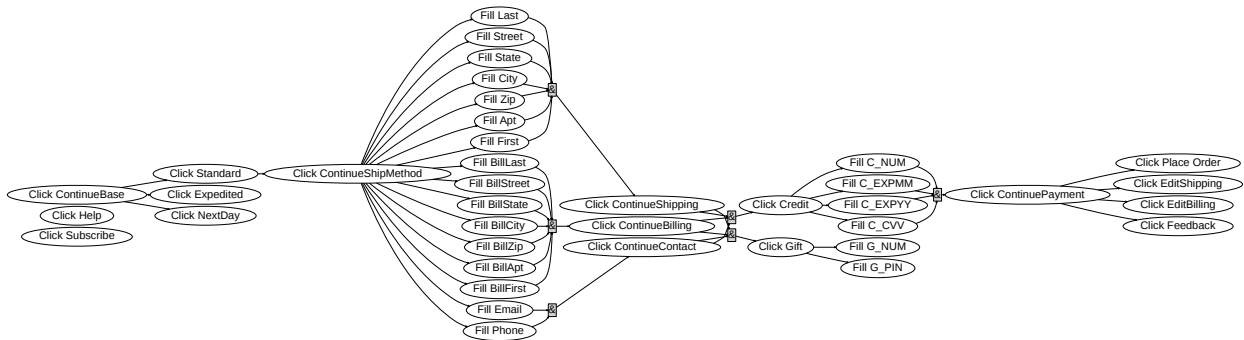 Click ContinueBase
Click Help
Click Subscribe
Click Standard
Click Expedited
Click NextDay
Click ContinueShipMethod
Fill Last
Fill Street
Fill State
Fill City
Fill Zip
Fill Apt
Fill First
Fill BillLast
Fill BillStreet
Fill BillState
Fill BillCity
Fill BillZip
Fill BillApt
Fill BillFirst
Fill Email
Fill Phone
&
&
&
Click ContinueShipping
Click ContinueBilling
Click ContinueContact
&
&
Click Credit
Click Gift
Fill C_NUM
Fill C_EXPMM
Fill C_EXPYY
Fill C_CVV
Fill G_NUM
Fill G_PIN
&
Click ContinuePayment
Click Place Order
Click EditShipping
Click EditBilling
Click Feedback